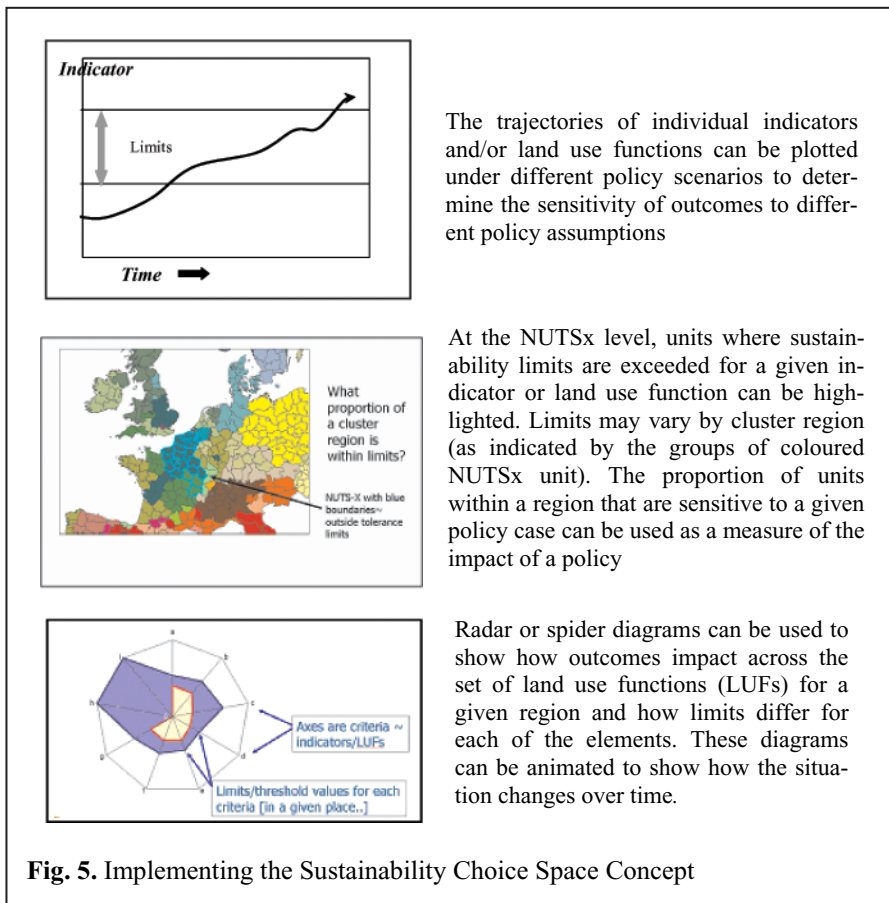 Indicator
Limits
Time
The trajectories of individual indicators
and/or land use functions can be plotted
under different policy scenarios to deter-
mine the sensitivity of outcomes to differ-
ent policy assumptions
What
proportion of
a cluster
region is
within limits?
NUTS-X with blue
boundaries~
outside tolerance
limits
At the NUTSx level, units where sustain-
ability limits are exceeded for a given in-
dicator or land use function can be high-
lighted. Limits may vary by cluster region
(as indicated by the groups of coloured
NUTSx unit). The proportion of units
within a region that are sensitive to a given
policy case can be used as a measure of the
impact of a policy
a
b
c
d
e
f
g
h
i
Axes are criteria ~
indicators/LUFs
Limits/threshold values for each
criteria [in a given place..]
Radar or spider diagrams can be used to
show how outcomes impact across the
set of land use functions (LUFs) for a
given region and how limits differ for
each of the elements. These diagrams
can be animated to show how the situa-
tion changes over time.
Fig. 5. Implementing the Sustainability Choice Space Concept